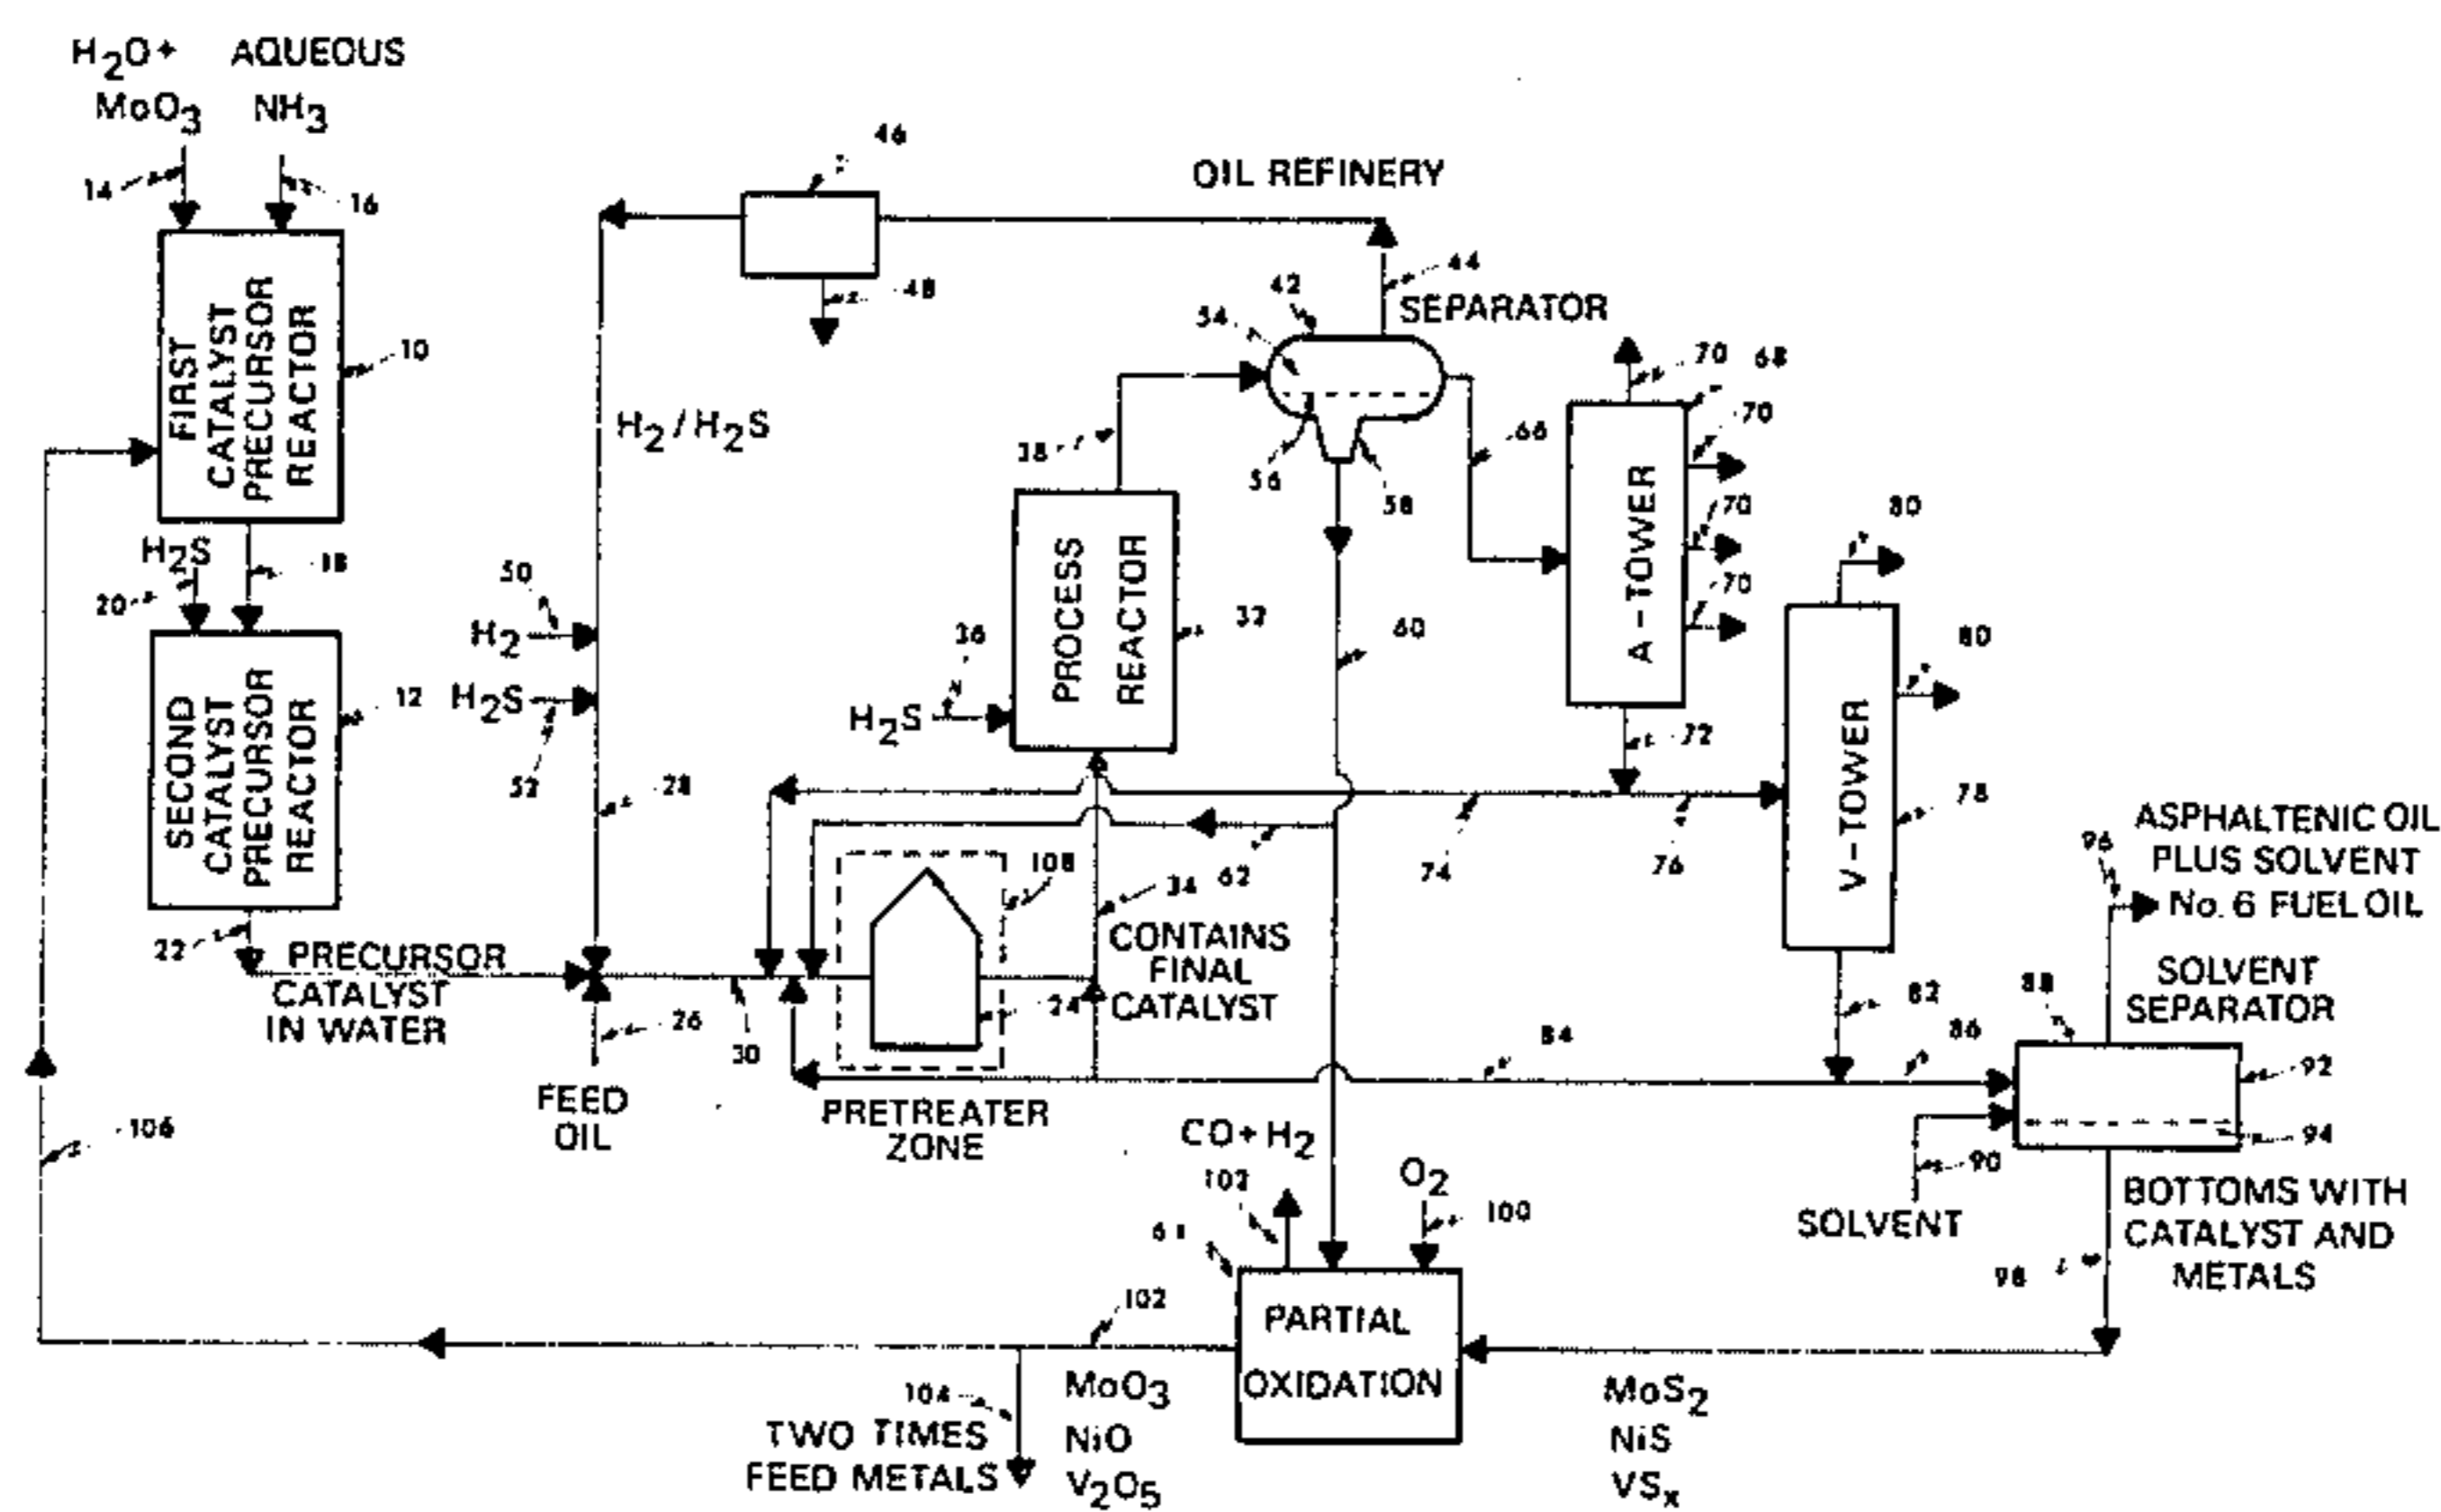 H2O+ AQUEOUS
MoO3 NH3
14
16
FIRST
CATALYST
PRECURSOR
REACTOR
10
H2S
18
20
SECOND
CATALYST
PRECURSOR
REACTOR
12
22
PRECURSOR
CATALYST
IN WATER
46
48
OIL REFINERY
H2/H2S
50
H2
H2S
52
28
26
FEED
OIL
30
42
44
SEPARATOR
54
38
56
58
66
PROCESS
REACTOR
32
36
H2S
60
70
68
70
70
70
A-TOWER
72
74
76
80
80
V-TOWER
78
108
34
62
CONTAINS
FINAL
CATALYST
24
PRETREATER
ZONE
82
84
86
88
ASPHALTENIC OIL
96
PLUS SOLVENT
No. 6 FUEL OIL
SOLVENT
SEPARATOR
92
94
90
SOLVENT
BOTTOMS WITH
CATALYST AND
METALS
98
CO+H2
102
O2
100
PARTIAL
OXIDATION
102
106
104
TWO TIMES
FEED METALS
MoO3
NiO
V2O5
MoS2
NiS
VSx